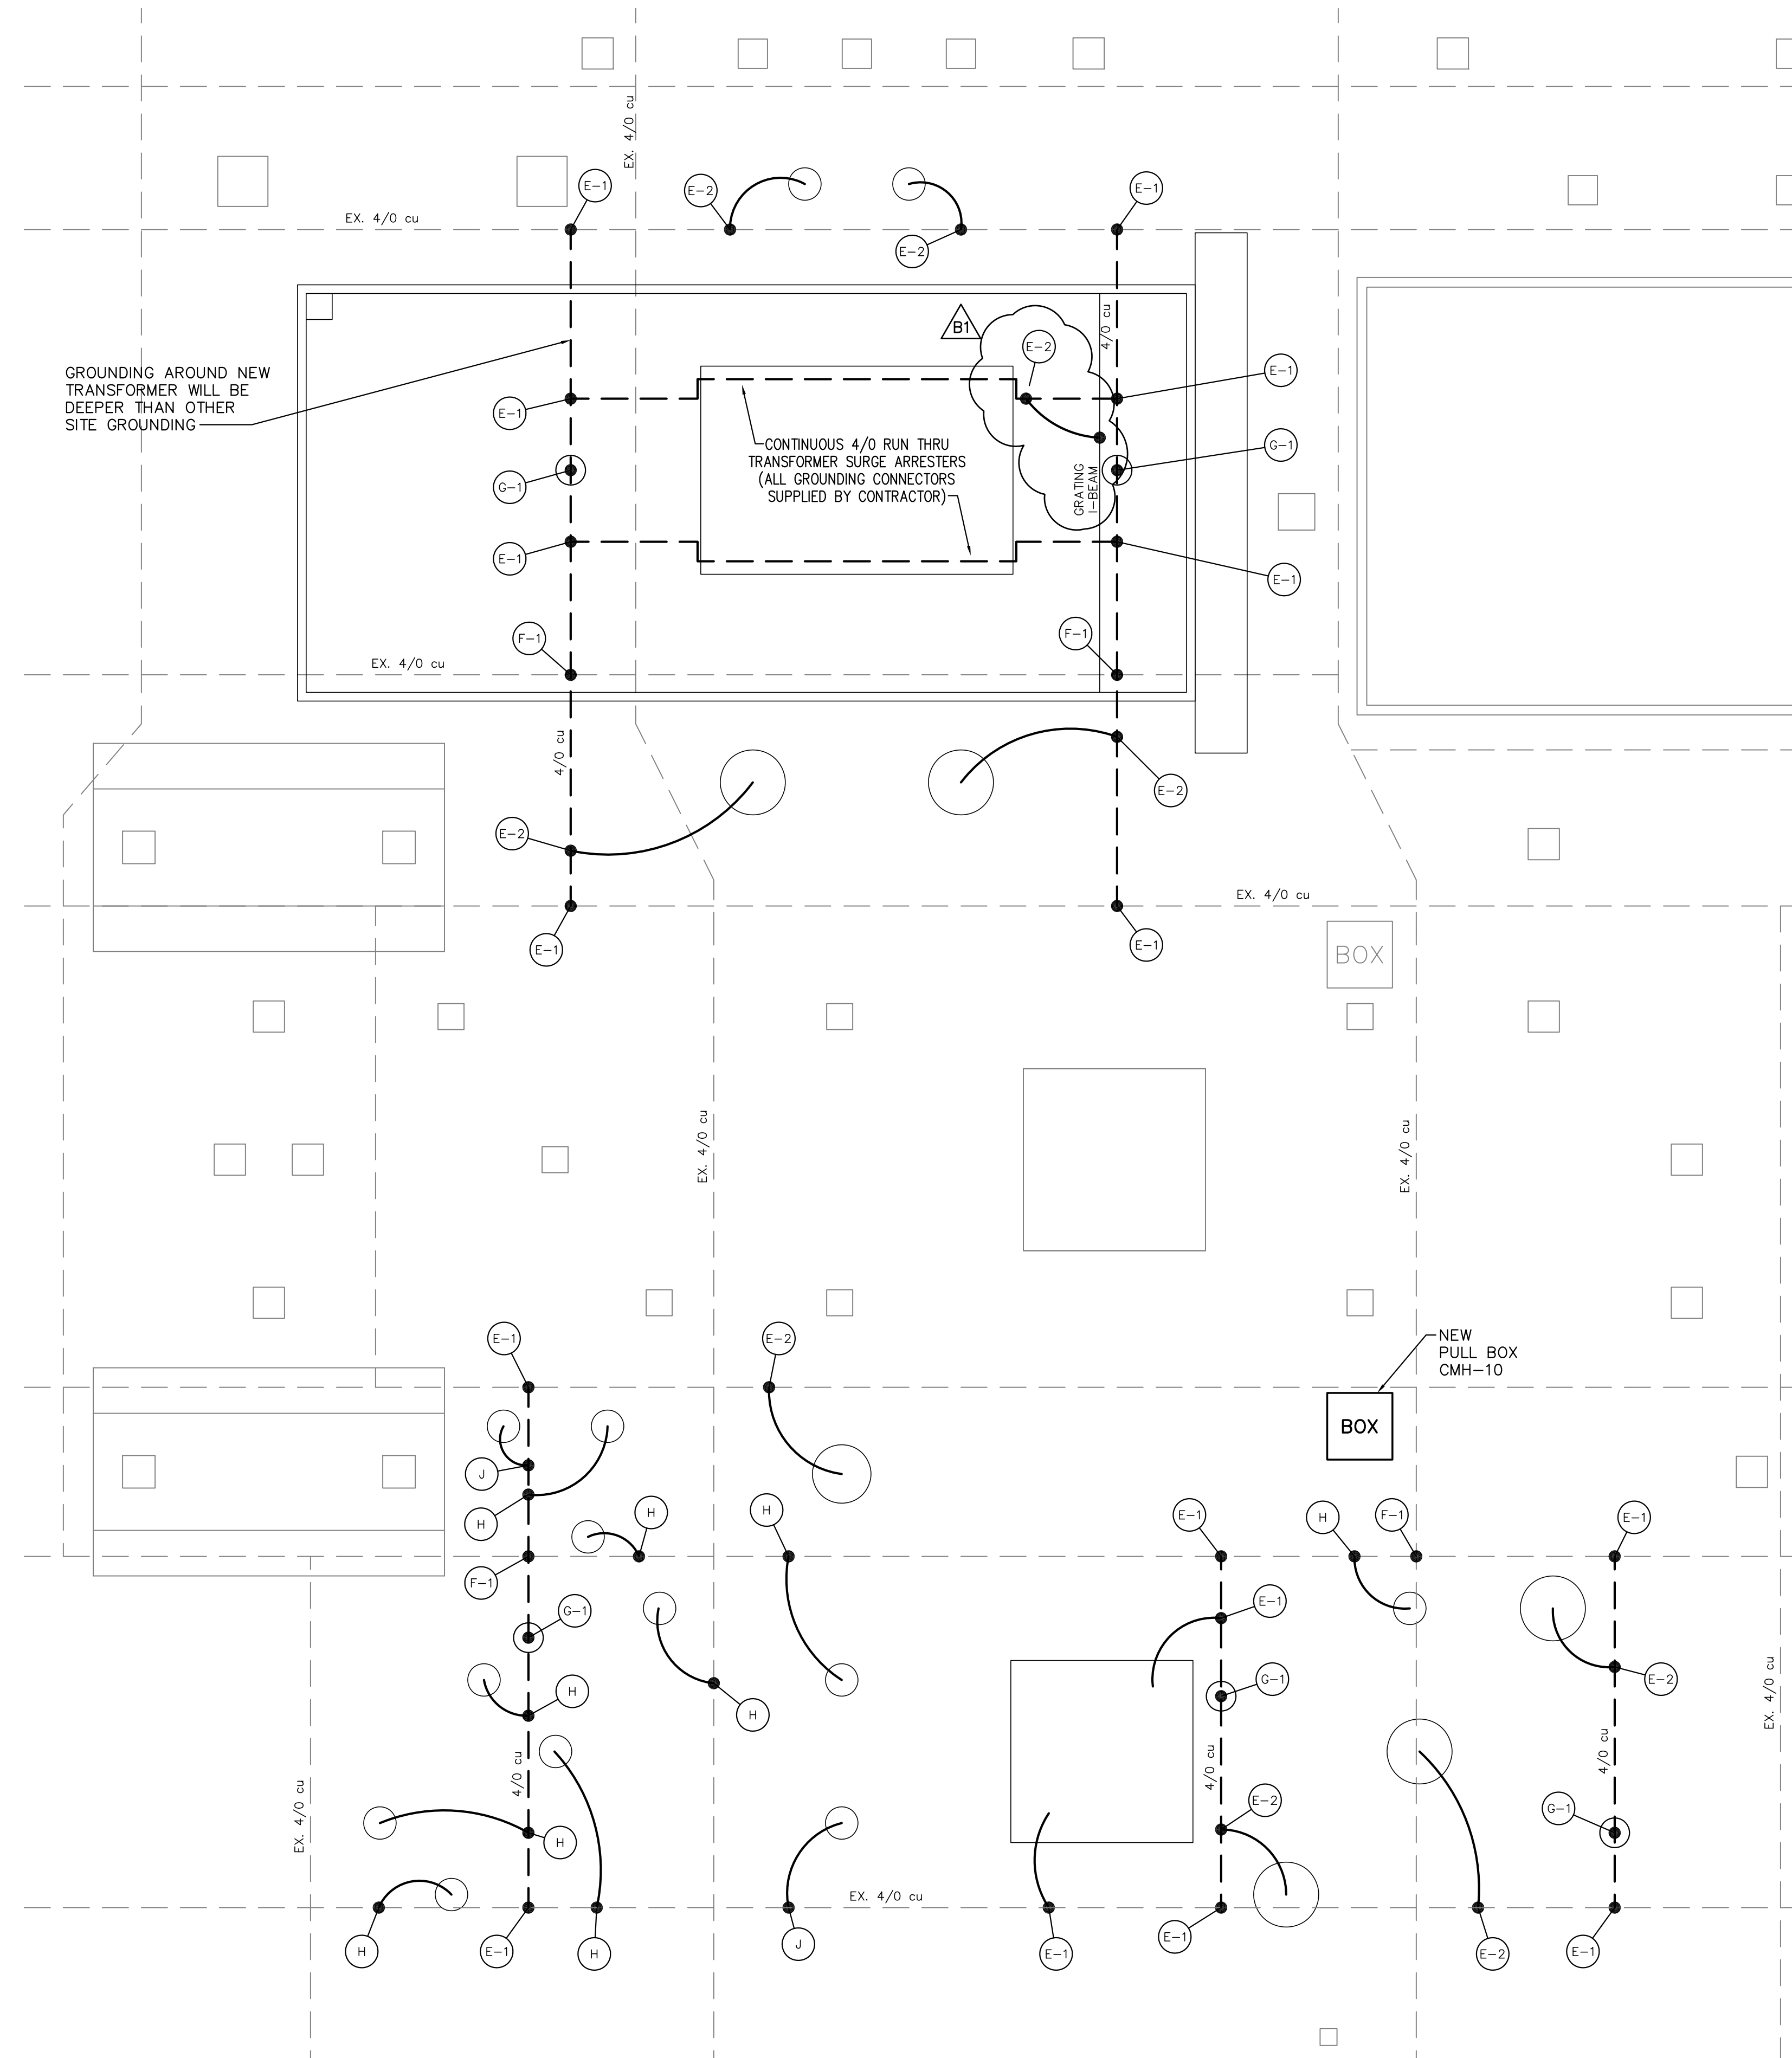 EX. 4/0 cu
E-1
E-2
E-1
EX. 4/0 cu
E-2
B1
4/0 cu
E-2
GROUNDING AROUND NEW
TRANSFORMER WILL BE
DEEPER THAN OTHER
SITE GROUNDING
E-1
E-1
CONTINUOUS 4/0 RUN THRU
TRANSFORMER SURGE ARRESTERS
(ALL GROUNDING CONNECTORS
SUPPLIED BY CONTRACTOR)
G-1
G-1
GRATING
I-BEAM
E-1
E-1
F-1
F-1
EX. 4/0 cu
4/0 cu
E-2
E-2
EX. 4/0 cu
E-1
E-1
BOX
EX. 4/0 cu
EX. 4/0 cu
E-1
E-2
NEW
PULL BOX
CMH-10
BOX
J
H
H
H
E-1
H
F-1
E-1
F-1
G-1
E-1
H
H
G-1
E-2
EX. 4/0 cu
4/0 cu
4/0 cu
4/0 cu
EX. 4/0 cu
E-2
G-1
H
EX. 4/0 cu
H
E-1
H
J
E-1
E-1
E-2
E-1